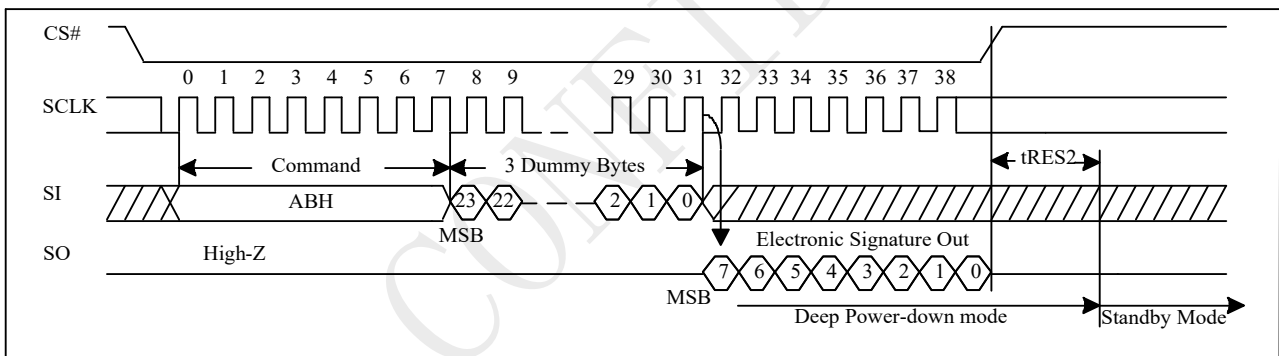 CS#
0 1 2 3 4 5 6 7 8 9 29 30 31 32 33 34 35 36 37 38
SCLK
Command 3 Dummy Bytes tRES2
SI ABH 23 22 2 1 0
MSB
SO High-Z Electronic Signature Out
7 6 5 4 3 2 1 0
MSB
Deep Power-down mode Standby Mode